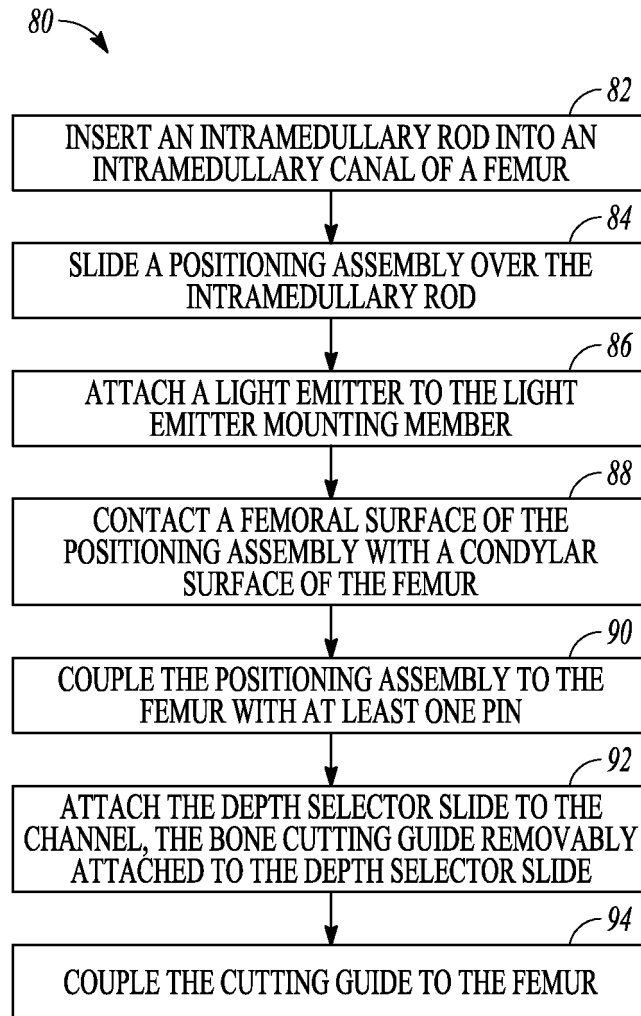 80
82
INSERT AN INTRAMEDULLARY ROD INTO AN
INTRAMEDULLARY CANAL OF A FEMUR
84
SLIDE A POSITIONING ASSEMBLY OVER THE
INTRAMEDULLARY ROD
86
ATTACH A LIGHT EMITTER TO THE LIGHT
EMITTER MOUNTING MEMBER
88
CONTACT A FEMORAL SURFACE OF THE
POSITIONING ASSEMBLY WITH A CONDYLAR
SURFACE OF THE FEMUR
90
COUPLE THE POSITIONING ASSEMBLY TO THE
FEMUR WITH AT LEAST ONE PIN
92
ATTACH THE DEPTH SELECTOR SLIDE TO THE
CHANNEL, THE BONE CUTTING GUIDE REMOVABLY
ATTACHED TO THE DEPTH SELECTOR SLIDE
94
COUPLE THE CUTTING GUIDE TO THE FEMUR